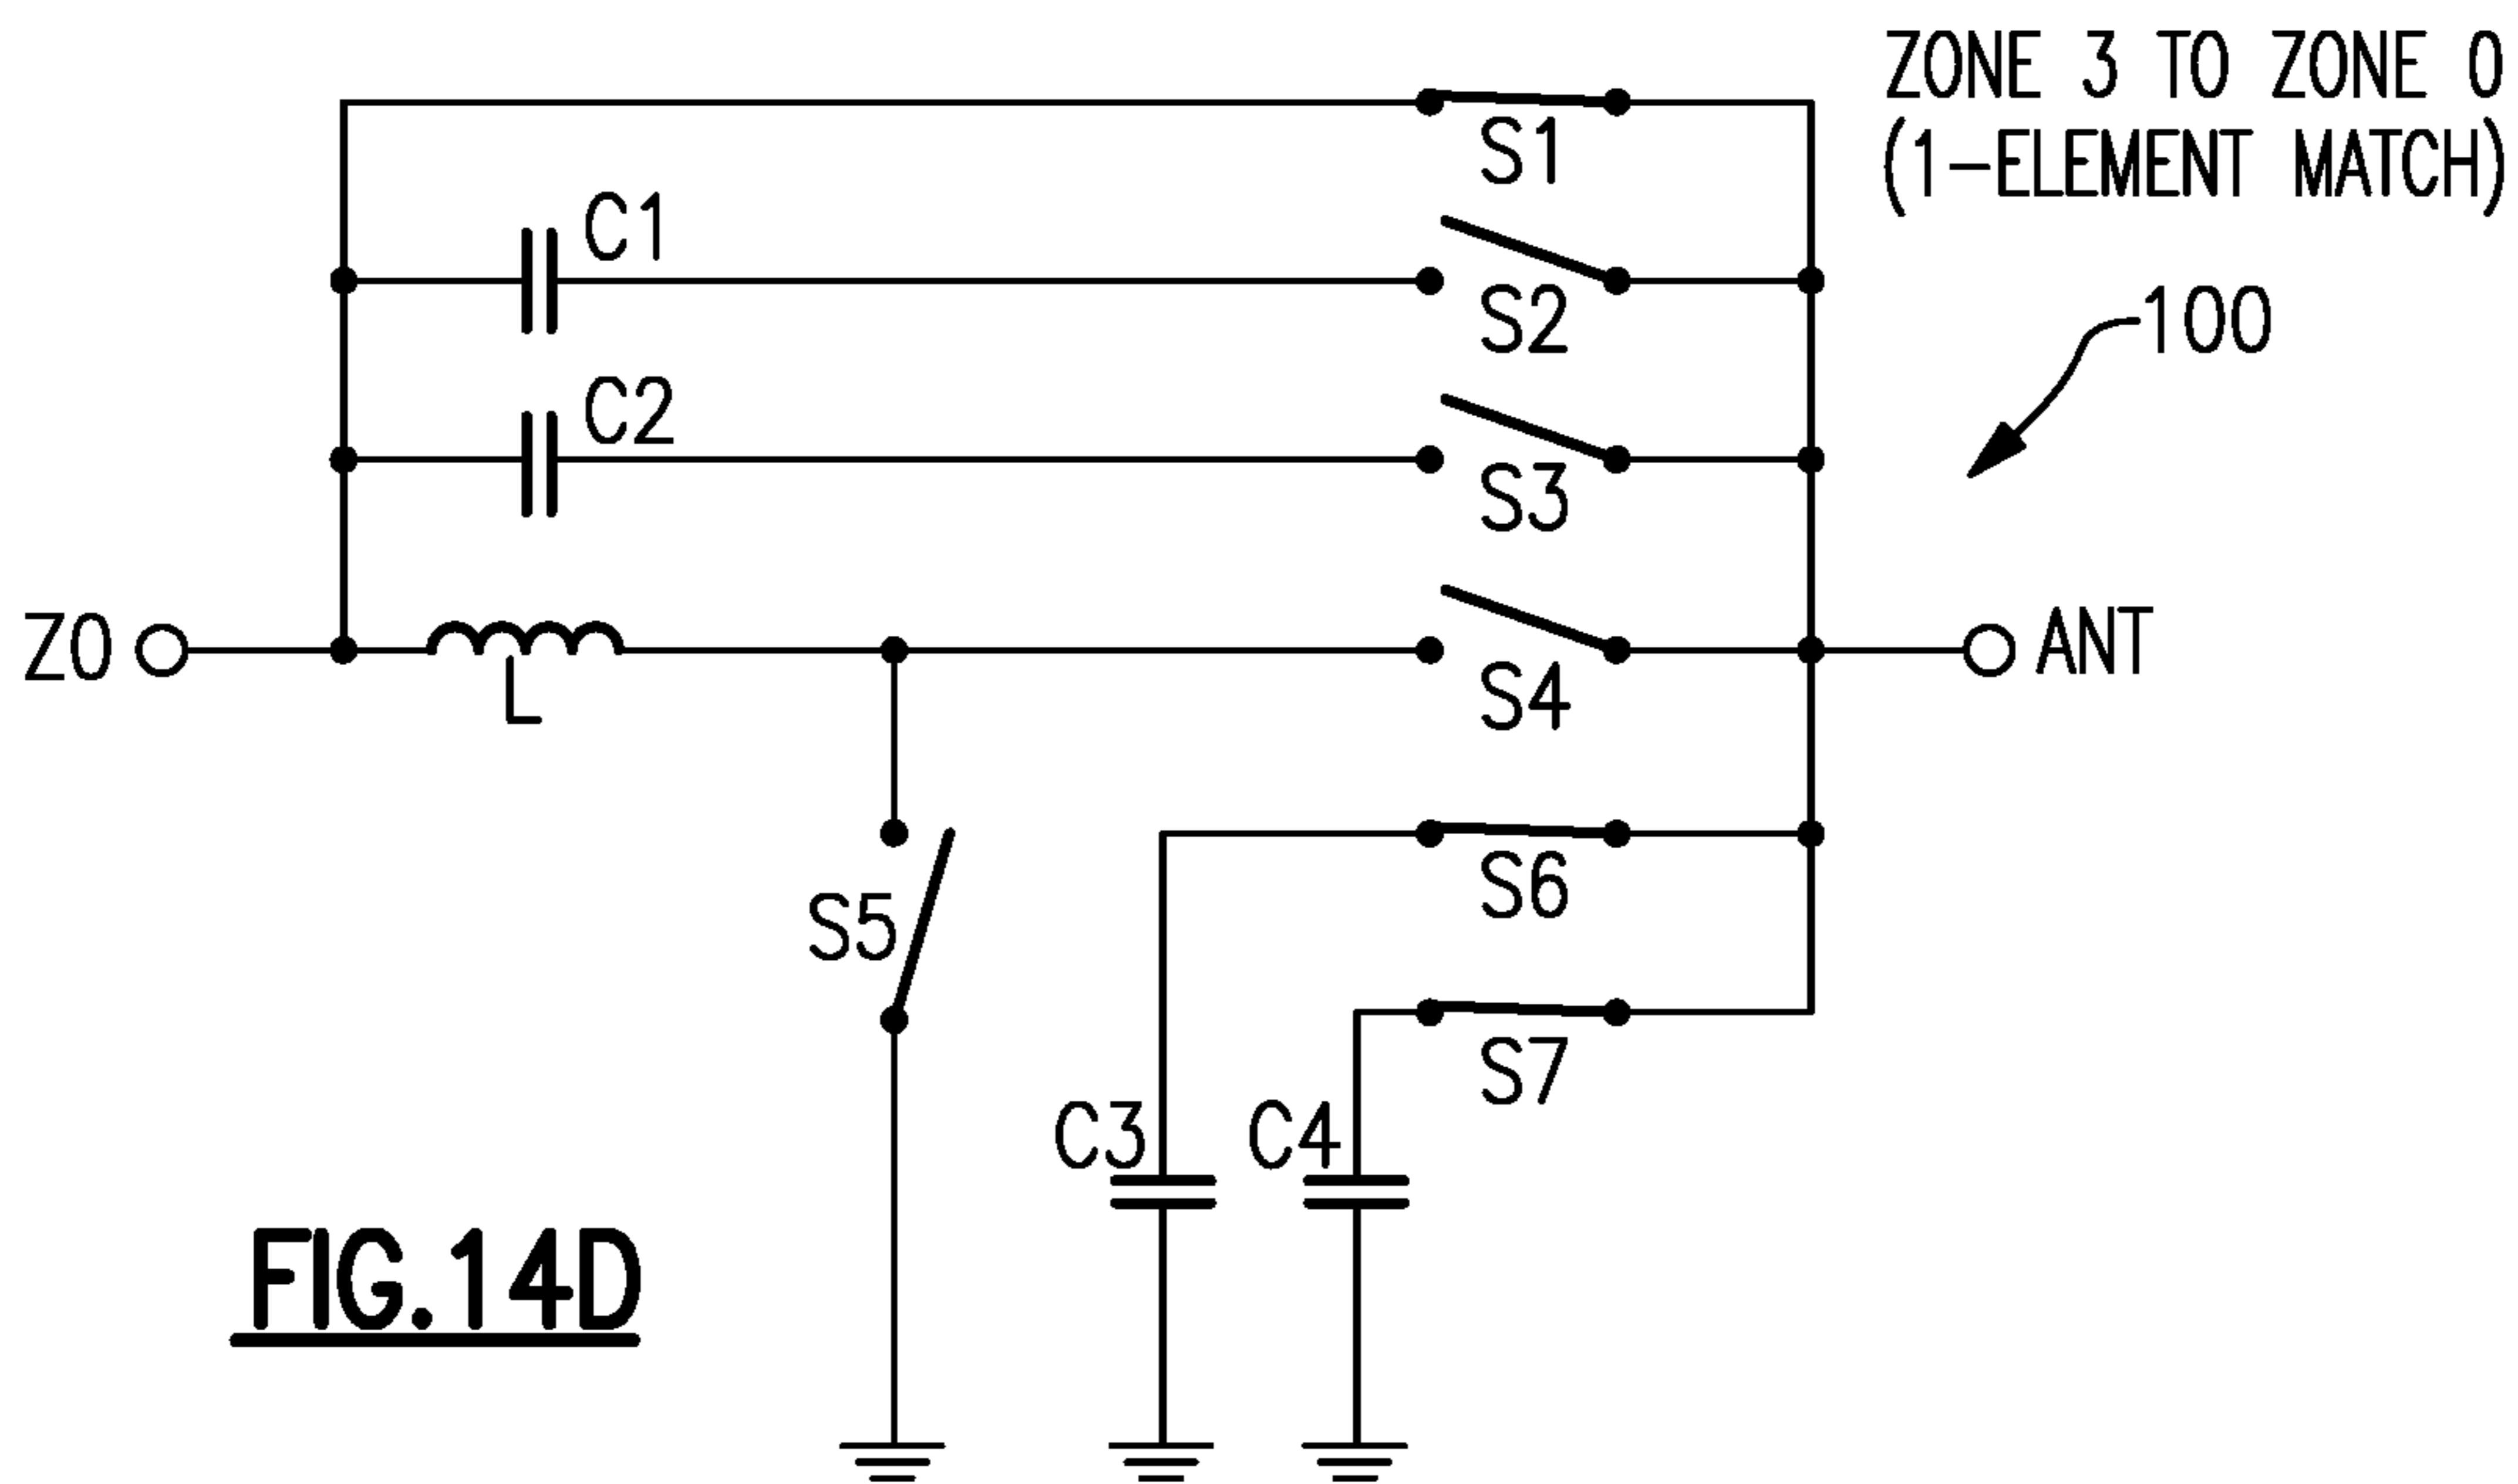 ZONE 3 TO ZONE 0
(1-ELEMENT MATCH)
S1
C1
S2
100
C2
S3
Z0
L
S4
ANT
S5
S6
S7
C3
C4
FIG.14D